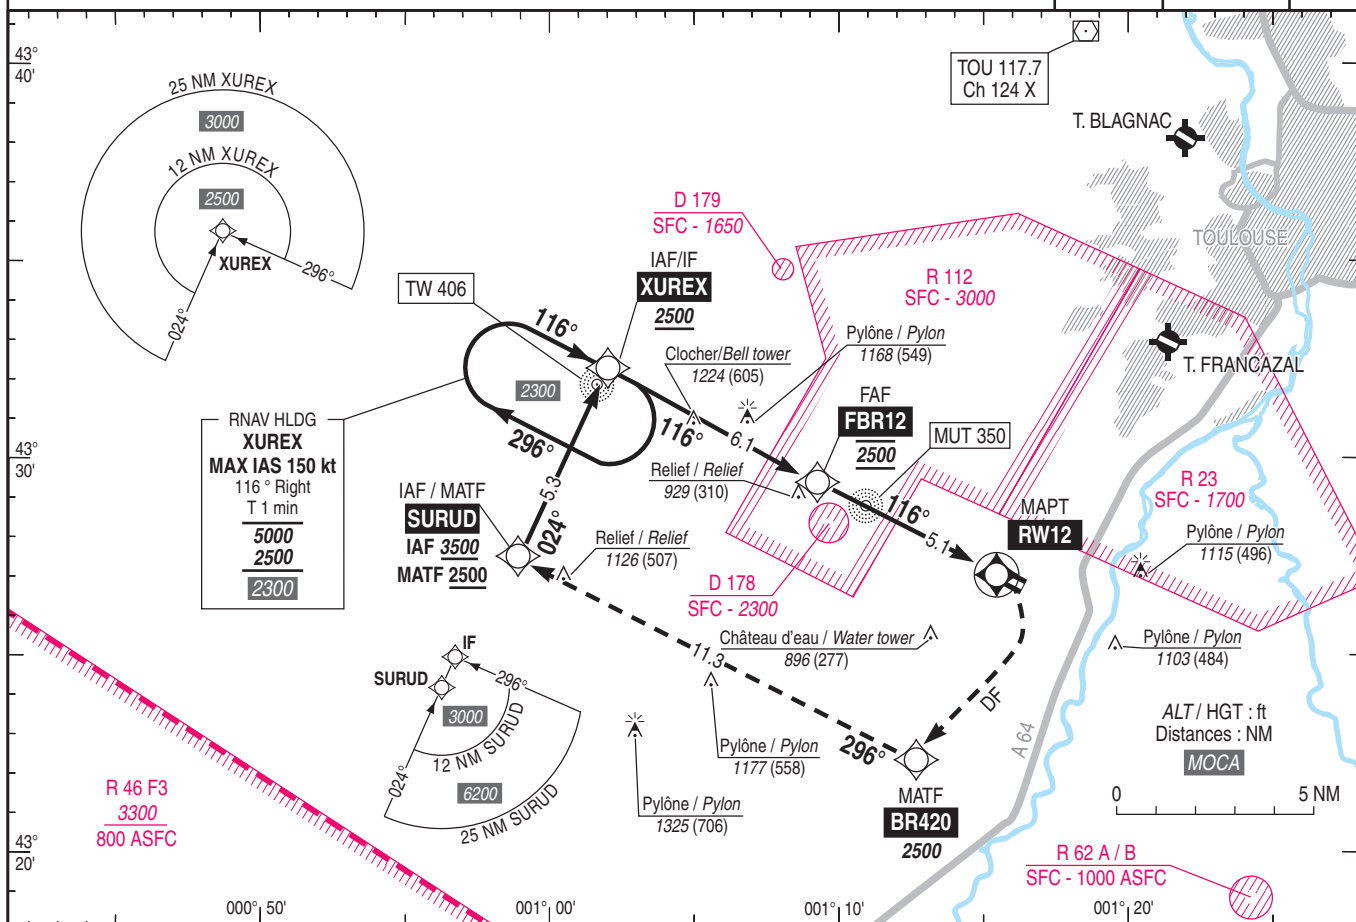 43°
40'
25 NM XUREX
3000
12 NM XUREX
2500
XUREX
296°
024°
TOU 117.7
Ch 124 X
T. BLAGNAC
TOULOUSE
T. FRANCAZAL
D 179
SFC - 1650
R 112
SFC - 3000
TW 406
IAF/IF
XUREX
2500
116°
2300
296°
Clocher/Bell tower
1224 (605)
Pylône / Pylon
1168 (549)
116°
6.1
FAF
FBR12
2500
MUT 350
RNAV HLDG
XUREX
MAX IAS 150 kt
116 ° Right
T 1 min
5000
2500
2300
43°
30'
Relief / Relief
929 (310)
IAF / MATF
SURUD
IAF 3500
MATF 2500
5.3
024°
Relief / Relief
1126 (507)
116°
5.1
MAPT
RW12
R 23
SFC - 1700
Pylône / Pylon
1115 (496)
D 178
SFC - 2300
Château d'eau / Water tower
896 (277)
Pylône / Pylon
1103 (484)
11.3
DF
296°
IF
SURUD
296°
3000
12 NM SURUD
024°
6200
25 NM SURUD
Pylône / Pylon
1177 (558)
Pylône / Pylon
1325 (706)
MATF
BR420
2500
A 64
ALT / HGT : ft
Distances : NM
MOCA
0
5 NM
R 46 F3
3300
800 ASFC
43°
20'
R 62 A / B
SFC - 1000 ASFC
000°50'
001°00'
001°10'
001°20'